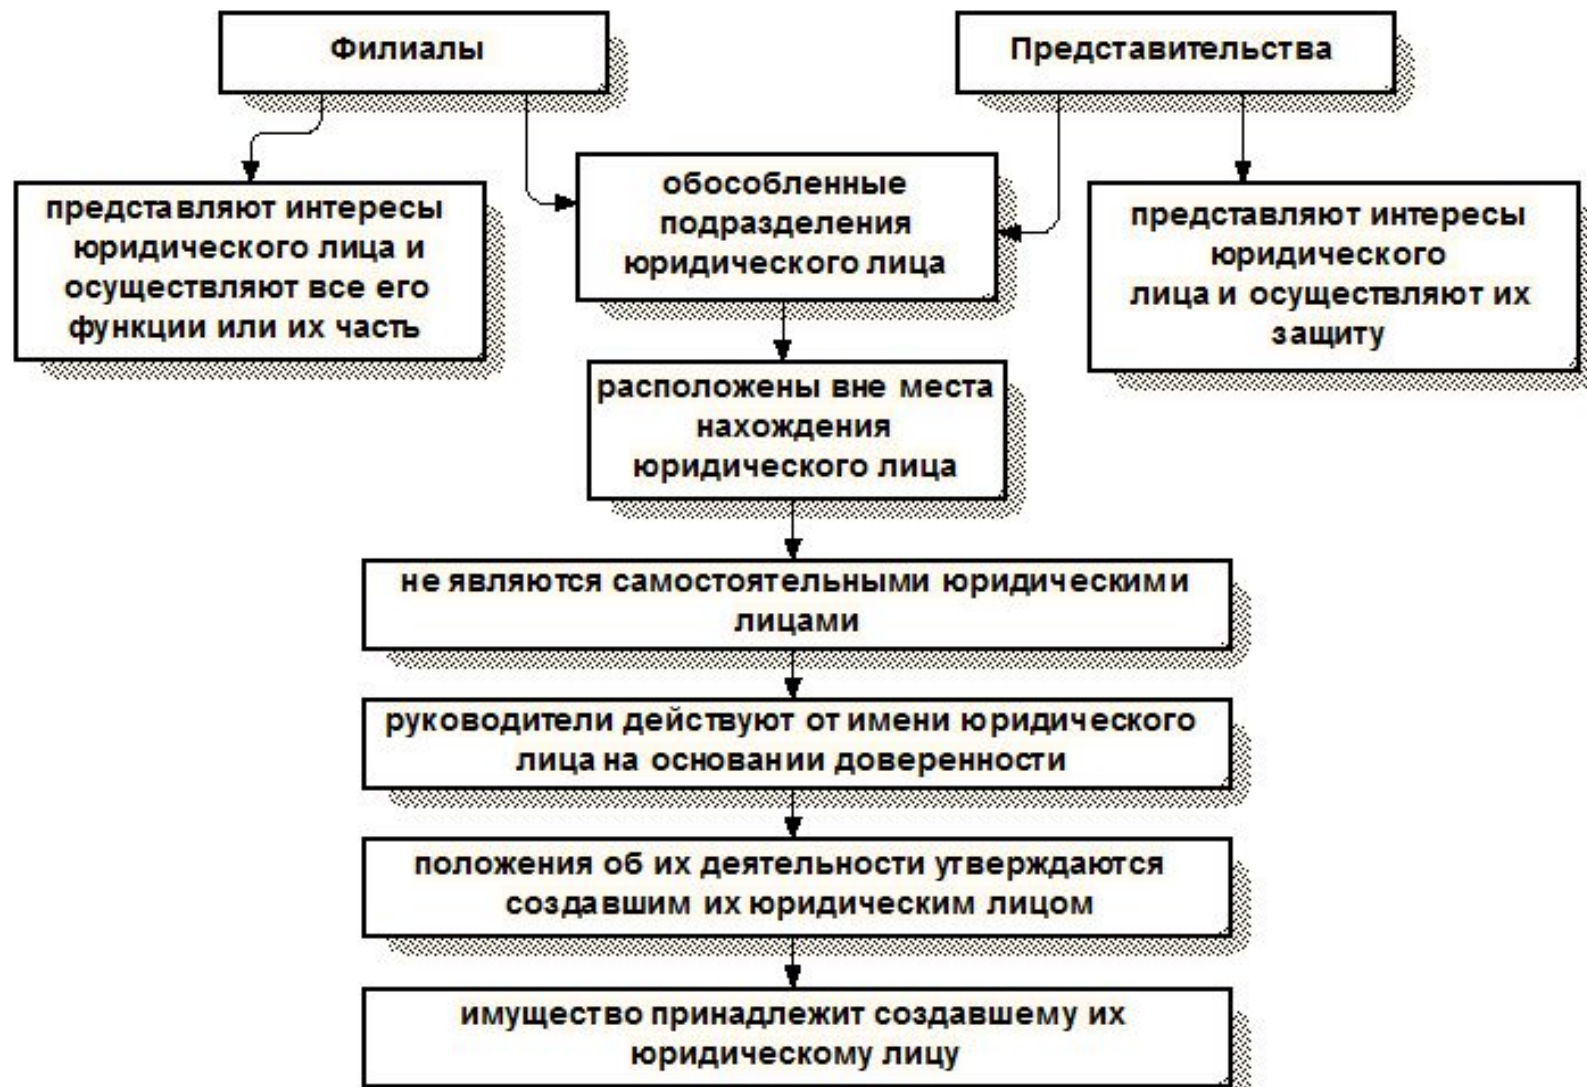 Филиалы
Представительства
представляют интересы
юридического лица и
осуществляют все его
функции или их часть
обособленные
подразделения
юридического лица
представляют интересы
юридического
лица и осуществляют их
защиту
расположены вне места
нахождения
юридического лица
не являются самостоятельными юридическими
лицами
руководители действуют от имени юридического
лица на основании доверенности
положения об их деятельности утверждаются
создавшим их юридическим лицом
имущество принадлежит создавшему их
юридическому лицу